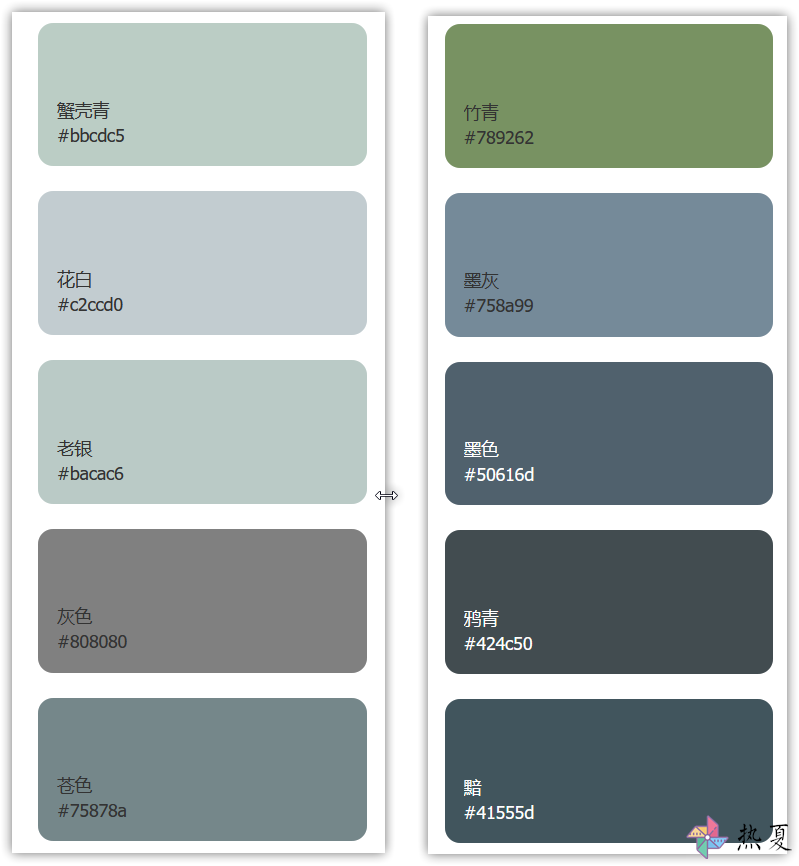 蟹壳青
#bbcdc5
花白
#c2ccd0
老银
#bacac6
灰色
#808080
苍色
#75878a
竹青
#789262
墨灰
#758a99
墨色
#50616d
鸦青
#424c50
黯
#41555d
热夏